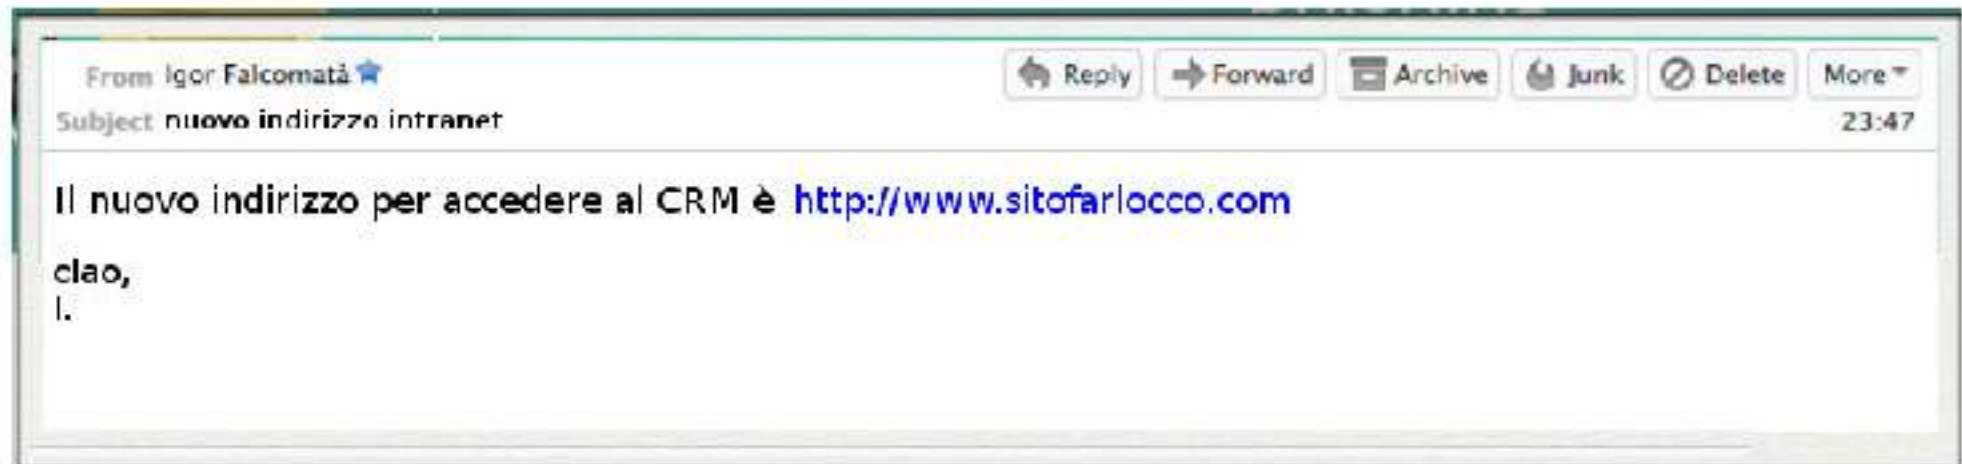 From Igor Falcomatà
Reply Forward Archive Junk Delete More
Subject nuovo indirizzo intranet
23:47
Il nuovo indirizzo per accedere al CRM è http://www.sitofarlocco.com
ciao,
I.